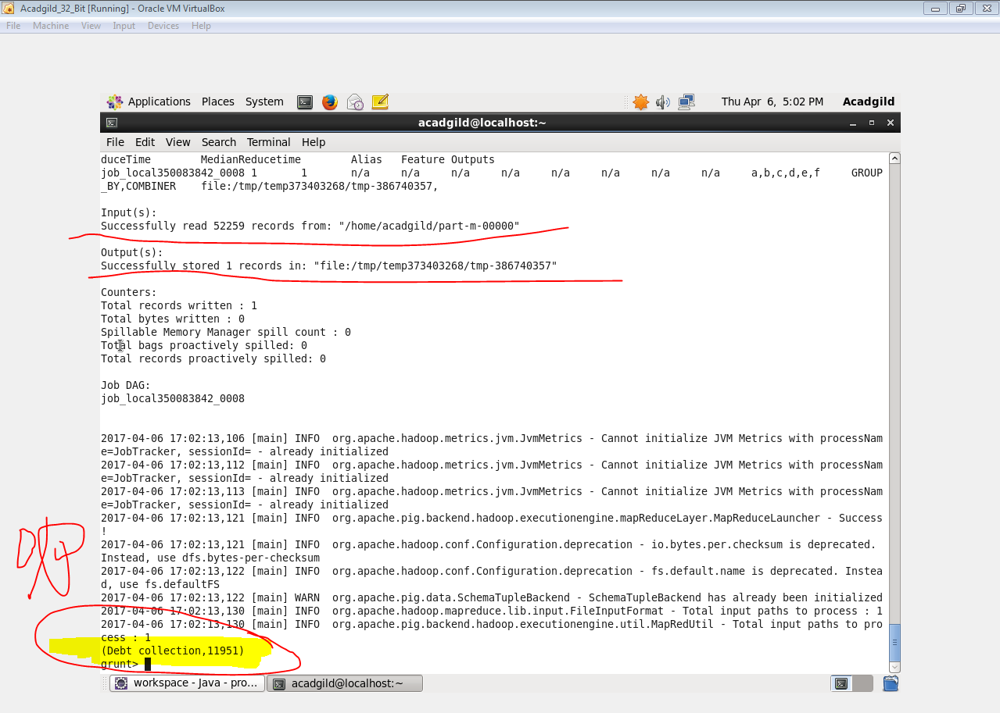 Acadgild_32_Bit [Running] - Oracle VM VirtualBox
File Machine View Input Devices Help
Applications Places System Thu Apr 6, 5:02 PM Acadgild
acadgild@localhost:~
File Edit View Search Terminal Help
duceTime MedianReducetime Alias Feature Outputs
job_local350083842_0008 1 1 n/a n/a n/a n/a n/a n/a n/a n/a a,b,c,d,e,f GROUP
_BY,COMBINER file:/tmp/temp373403268/tmp-386740357,
Input(s):
Successfully read 52259 records from: "/home/acadgild/part-m-00000"
Output(s):
Successfully stored 1 records in: "file:/tmp/temp373403268/tmp-386740357"
Counters:
Total records written : 1
Total bytes written : 0
Spillable Memory Manager spill count : 0
Total bags proactively spilled: 0
Total records proactively spilled: 0
Job DAG:
job_local350083842_0008
2017-04-06 17:02:13,106 [main] INFO org.apache.hadoop.metrics.jvm.JvmMetrics - Cannot initialize JVM Metrics with processNam
e=JobTracker, sessionId= - already initialized
2017-04-06 17:02:13,112 [main] INFO org.apache.hadoop.metrics.jvm.JvmMetrics - Cannot initialize JVM Metrics with processNam
e=JobTracker, sessionId= - already initialized
2017-04-06 17:02:13,113 [main] INFO org.apache.hadoop.metrics.jvm.JvmMetrics - Cannot initialize JVM Metrics with processNam
e=JobTracker, sessionId= - already initialized
2017-04-06 17:02:13,121 [main] INFO org.apache.pig.backend.hadoop.executionengine.mapReduceLayer.MapReduceLauncher - Success
!
2017-04-06 17:02:13,121 [main] INFO org.apache.hadoop.conf.Configuration.deprecation - io.bytes.per.checksum is deprecated.
Instead, use dfs.bytes-per-checksum
2017-04-06 17:02:13,122 [main] INFO org.apache.hadoop.conf.Configuration.deprecation - fs.default.name is deprecated. Instea
d, use fs.defaultFS
2017-04-06 17:02:13,122 [main] WARN org.apache.pig.data.SchemaTupleBackend - SchemaTupleBackend has already been initialized
2017-04-06 17:02:13,130 [main] INFO org.apache.hadoop.mapreduce.lib.input.FileInputFormat - Total input paths to process : 1
2017-04-06 17:02:13,130 [main] INFO org.apache.pig.backend.hadoop.executionengine.util.MapRedUtil - Total input paths to pro
cess : 1
(Debt collection,11951)
grunt>
workspace - Java - pro... acadgild@localhost:~